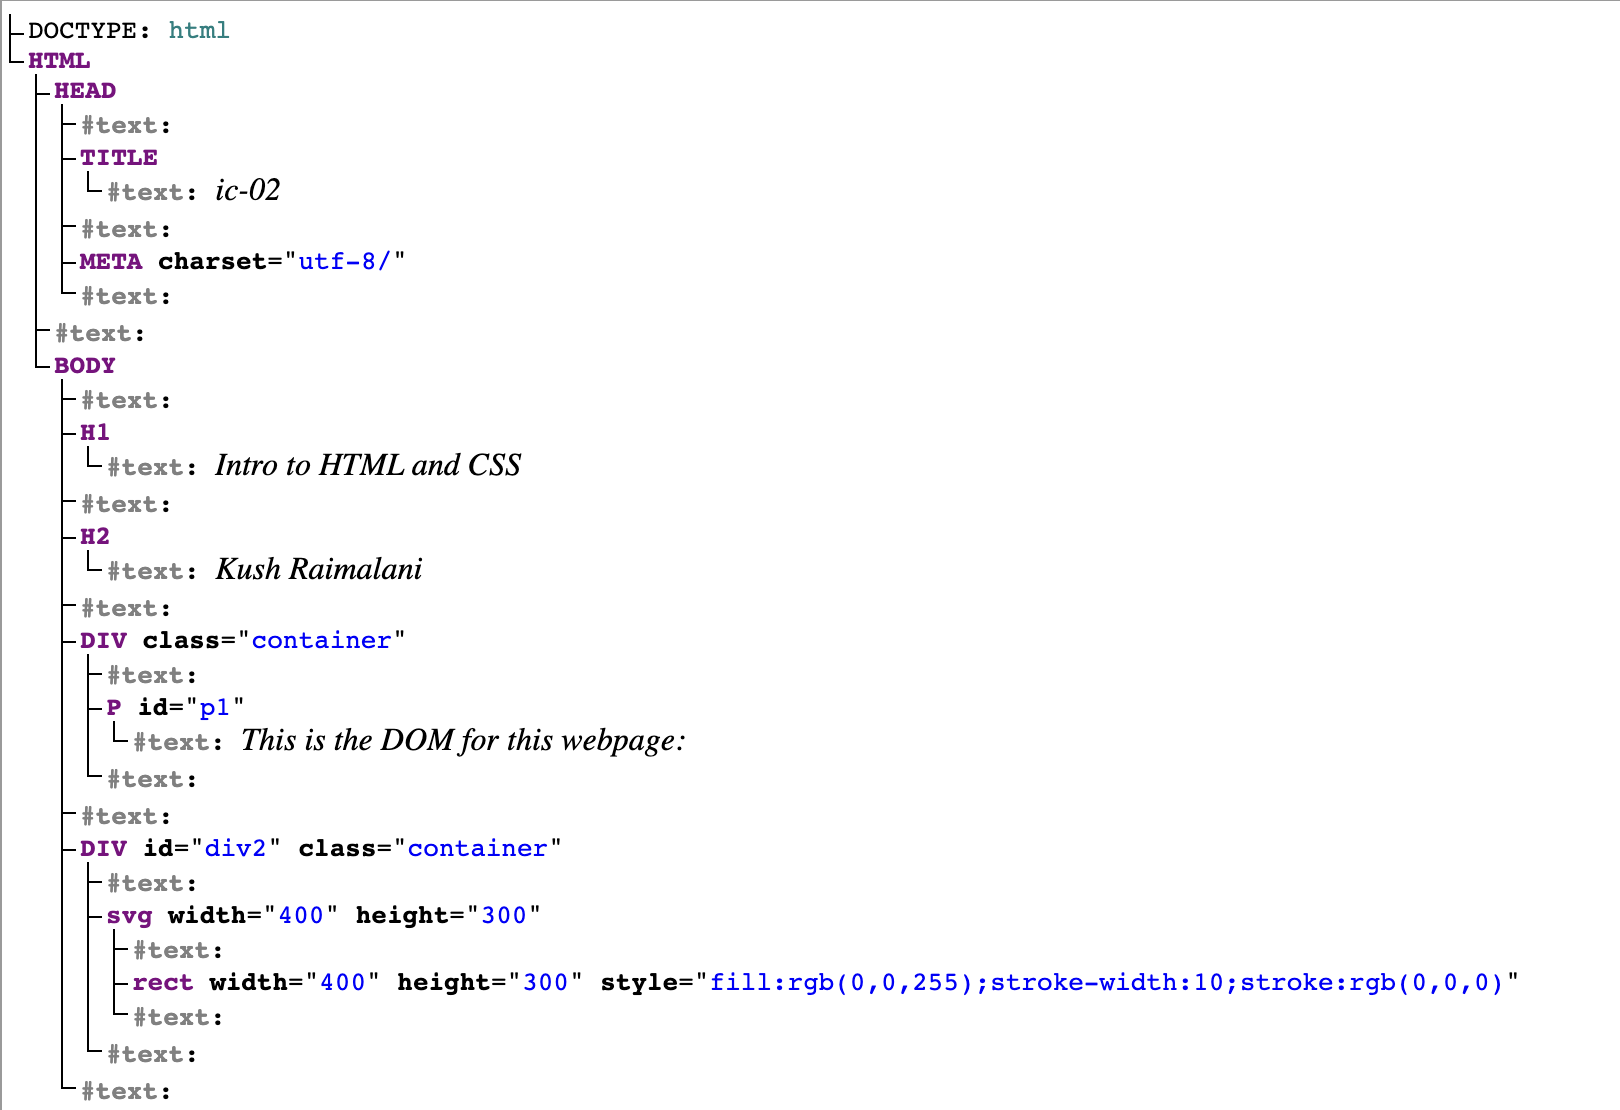 DOCTYPE: html
HTML
HEAD
#text:
TITLE
#text: ic-02
#text:
META charset="utf-8/"
#text:
#text:
BODY
#text:
H1
#text: Intro to HTML and CSS
#text:
H2
#text: Kush Raimalani
#text:
DIV class="container"
#text:
P id="p1"
#text: This is the DOM for this webpage:
#text:
#text:
DIV id="div2" class="container"
#text:
svg width="400" height="300"
#text:
rect width="400" height="300" style="fill:rgb(0,0,255);stroke-width:10;stroke:rgb(0,0,0)"
#text:
#text:
#text: